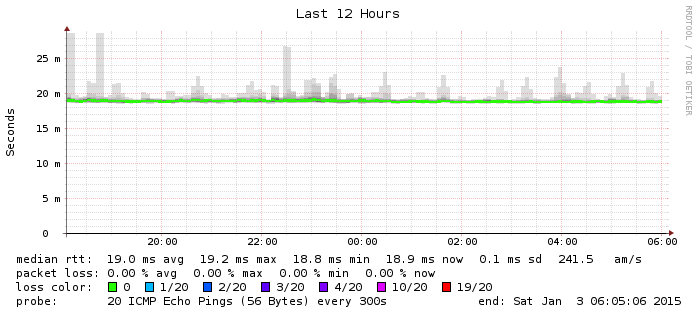 Last 12 Hours
RRDTOOL / TOBI OETIKER
Seconds
25 m
20 m
15 m
10 m
5 m
0
20:00 22:00 00:00 02:00 04:00 06:00
median rtt: 19.0 ms avg 19.2 ms max 18.8 ms min 18.9 ms now 0.1 ms sd 241.5 am/s
packet loss: 0.00 % avg 0.00 % max 0.00 % min 0.00 % now
loss color: 0 1/20 2/20 3/20 4/20 10/20 19/20
probe: 20 ICMP Echo Pings (56 Bytes) every 300s end: Sat Jan 3 06:05:06 2015